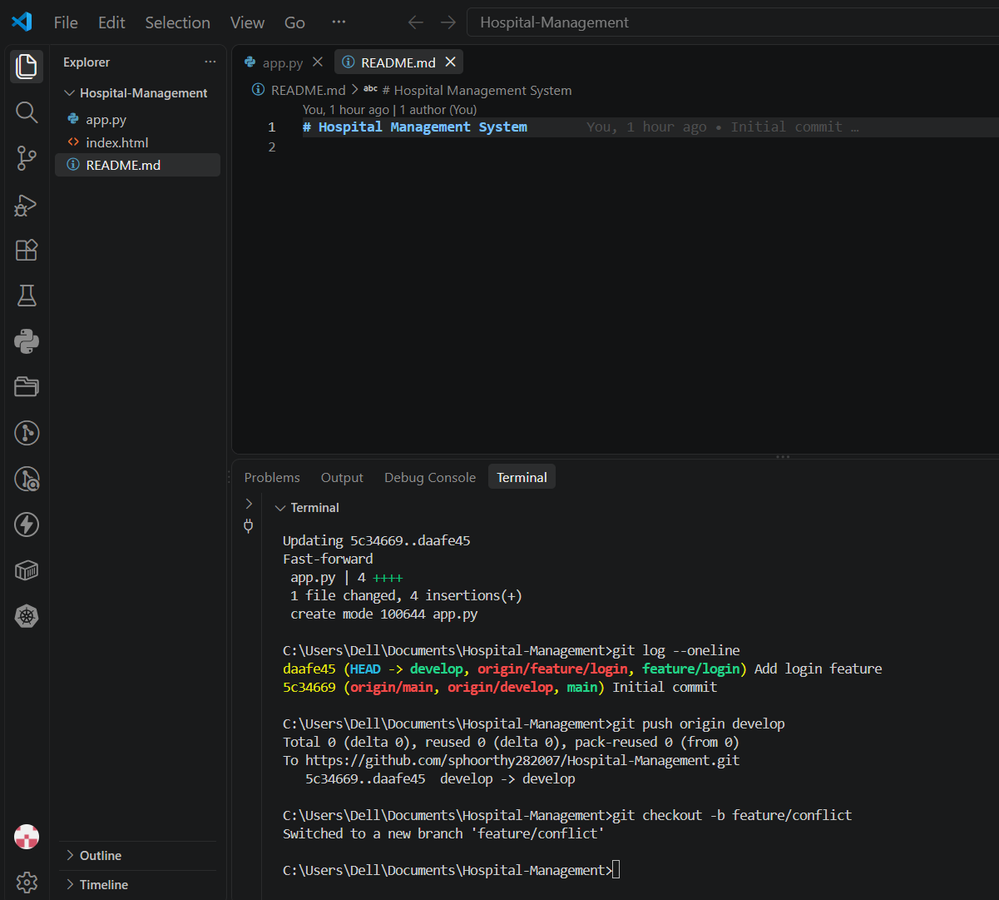 File Edit Selection View Go ··· Hospital-Management
Explorer ···
Hospital-Management
app.py
index.html
README.md
app.py README.md
README.md > abc # Hospital Management System
You, 1 hour ago | 1 author (You)
1 # Hospital Management System You, 1 hour ago • Initial commit …
2
Problems Output Debug Console Terminal
Terminal
Updating 5c34669..daafe45
Fast-forward
app.py | 4 ++++
1 file changed, 4 insertions(+)
create mode 100644 app.py
C:\Users\Dell\Documents\Hospital-Management>git log --oneline
daafe45 (HEAD -> develop, origin/feature/login, feature/login) Add login feature
5c34669 (origin/main, origin/develop, main) Initial commit
C:\Users\Dell\Documents\Hospital-Management>git push origin develop
Total 0 (delta 0), reused 0 (delta 0), pack-reused 0 (from 0)
To https://github.com/sphoorthy282007/Hospital-Management.git
5c34669..daafe45 develop -> develop
C:\Users\Dell\Documents\Hospital-Management>git checkout -b feature/conflict
Switched to a new branch 'feature/conflict'
C:\Users\Dell\Documents\Hospital-Management>
Outline
Timeline